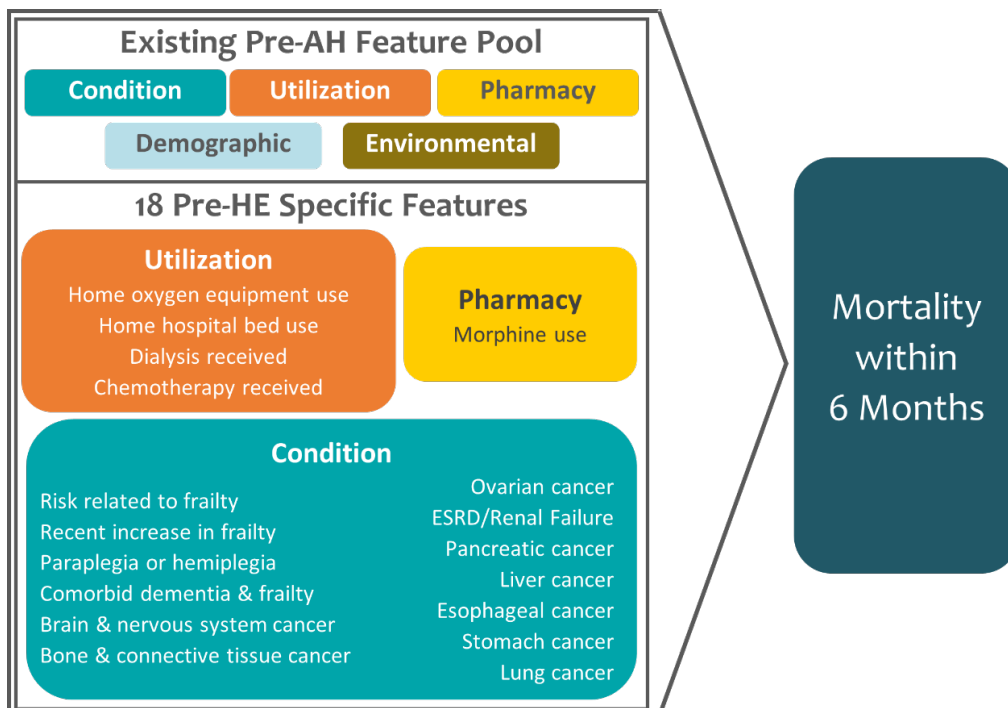 Existing Pre-AH Feature Pool
Condition
Utilization
Pharmacy
Demographic
Environmental
18 Pre-HE Specific Features
Utilization
Home oxygen equipment use
Home hospital bed use
Dialysis received
Chemotherapy received
Pharmacy
Morphine use
Condition
Risk related to frailty
Recent increase in frailty
Paraplegia or hemiplegia
Comorbid dementia & frailty
Brain & nervous system cancer
Bone & connective tissue cancer
Ovarian cancer
ESRD/Renal Failure
Pancreatic cancer
Liver cancer
Esophageal cancer
Stomach cancer
Lung cancer
Mortality
within
6 Months